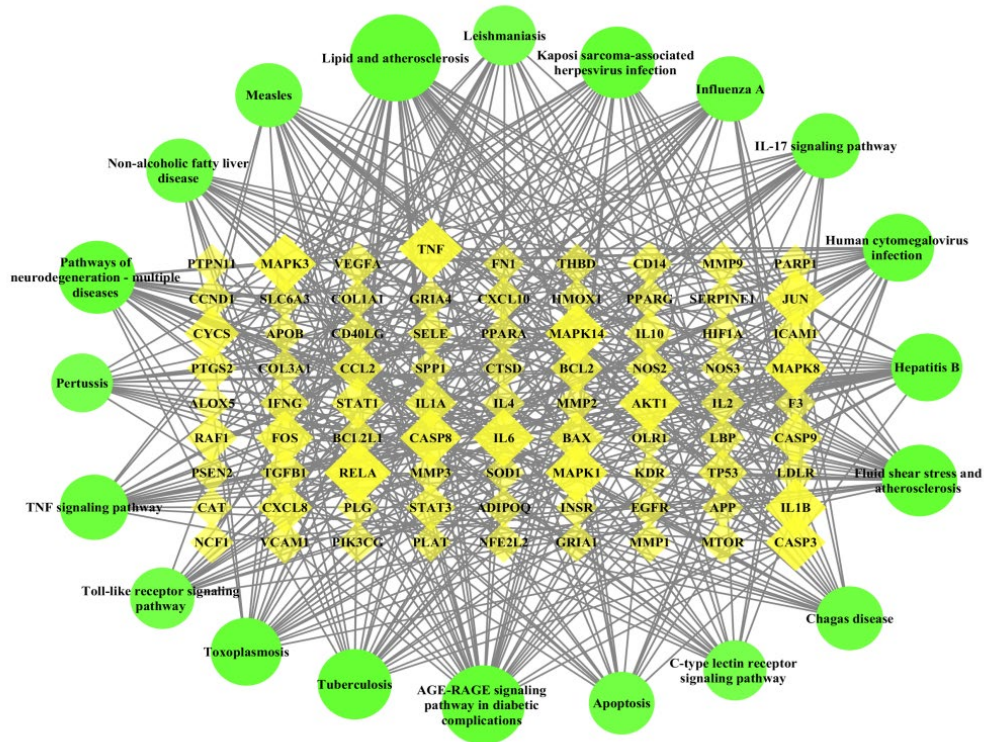 Leishmaniasis
Lipid and atherosclerosis
Kaposi sarcoma-associated
herpesvirus infection
Measles
Influenza A
IL-17 signaling pathway
Non-alcoholic fatty liver
disease
Human cytomegalovirus
infection
Pathways of
neurodegeneration - multiple
diseases
PTPN11 MAPK3 VEGFA TNF FN1 THBD CD14 MMP9 PARP1
CCND1 SLC6A3 COL1A1 GRIA4 CXCL10 HMOX1 PPARG SERPINE1 JUN
CYCS APOB CD40LG SELE PPARA MAPK14 IL10 HIF1A ICAM1
PTGS2 COL3A1 CCL2 SPP1 CTSD BCL2 NOS2 NOS3 MAPK8
Pertussis
Hepatitis B
ALOX5 IFNG STAT1 IL1A IL4 MMP2 AKT1 IL2 F3
RAF1 FOS BCL2L1 CASP8 IL6 BAX OLR1 LBP CASP9
PSEN2 TGFB1 RELA MMP3 SOD1 MAPK1 KDR TP53 LDLR
Fluid shear stress and
atherosclerosis
TNF signaling pathway
CAT CXCL8 PLG STAT3 ADIPOQ INSR EGFR APP IL1B
NCF1 VCAM1 PIK3CG PLAT NFE2L2 GRIA1 MMP1 MTOR CASP3
Toll-like receptor signaling
pathway
Chagas disease
Toxoplasmosis
C-type lectin receptor
signaling pathway
Tuberculosis
AGE-RAGE signaling
pathway in diabetic
complications
Apoptosis